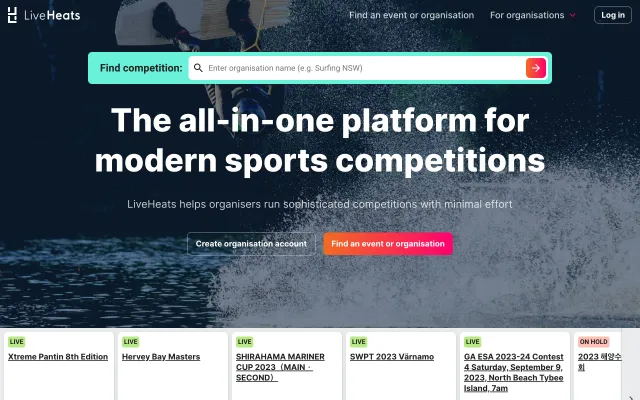 LiveHeats
Find an event or organisation
For organisations
Log in
Find competition:
Enter organisation name (e.g. Surfing NSW)
The all-in-one platform for
modern sports competitions
LiveHeats helps organisers run sophisticated competitions with minimal effort
Create organisation account
Find an event or organisation
LIVE
Xtreme Pantin 8th Edition
LIVE
Hervey Bay Masters
LIVE
SHIRAHAMA MARINER
CUP 2023（MAIN・
SECOND）
LIVE
SWPT 2023 Värnamo
LIVE
GA ESA 2023-24 Contest
4 Saturday, September 9,
2023, North Beach Tybee
Island, 7am
ON HOLD
2023 해양수
회